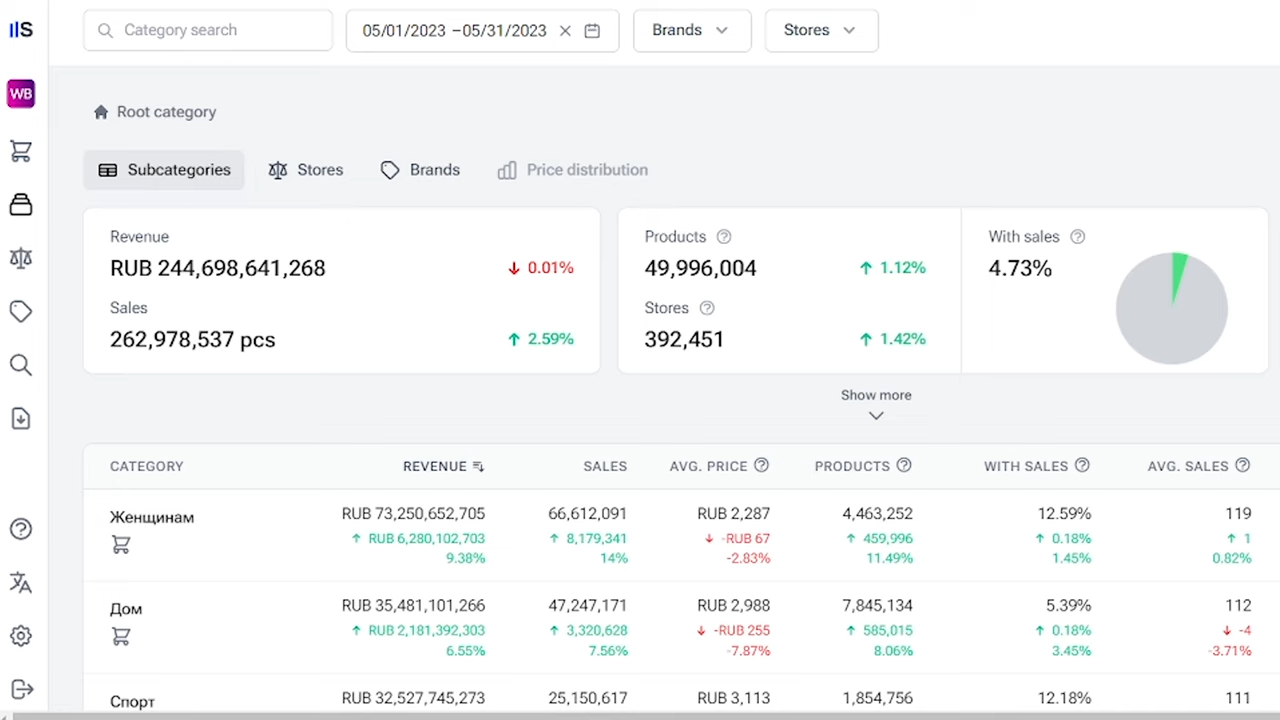 IIS
Category search
05/01/2023 –05/31/2023
Brands
Stores
WB
Root category
Subcategories
Stores
Brands
Price distribution
Revenue
RUB 244,698,641,268
0.01%
Sales
262,978,537 pcs
2.59%
Products
49,996,004
1.12%
Stores
392,451
1.42%
With sales
4.73%
Show more
CATEGORY REVENUE SALES AVG. PRICE PRODUCTS WITH SALES AVG. SALES
Женщинам RUB 73,250,652,705 66,612,091 RUB 2,287 4,463,252 12.59% 119
RUB 6,280,102,703 8,179,341 -RUB 67 459,996 0.18% 1
9.38% 14% -2.83% 11.49% 1.45% 0.82%
Дом RUB 35,481,101,266 47,247,171 RUB 2,988 7,845,134 5.39% 112
RUB 2,181,392,303 3,320,628 -RUB 255 585,015 0.18% -4
6.55% 7.56% -7.87% 8.06% 3.45% -3.71%
Спорт RUB 32,527,745,273 25,150,617 RUB 3,113 1,854,756 12.18% 111